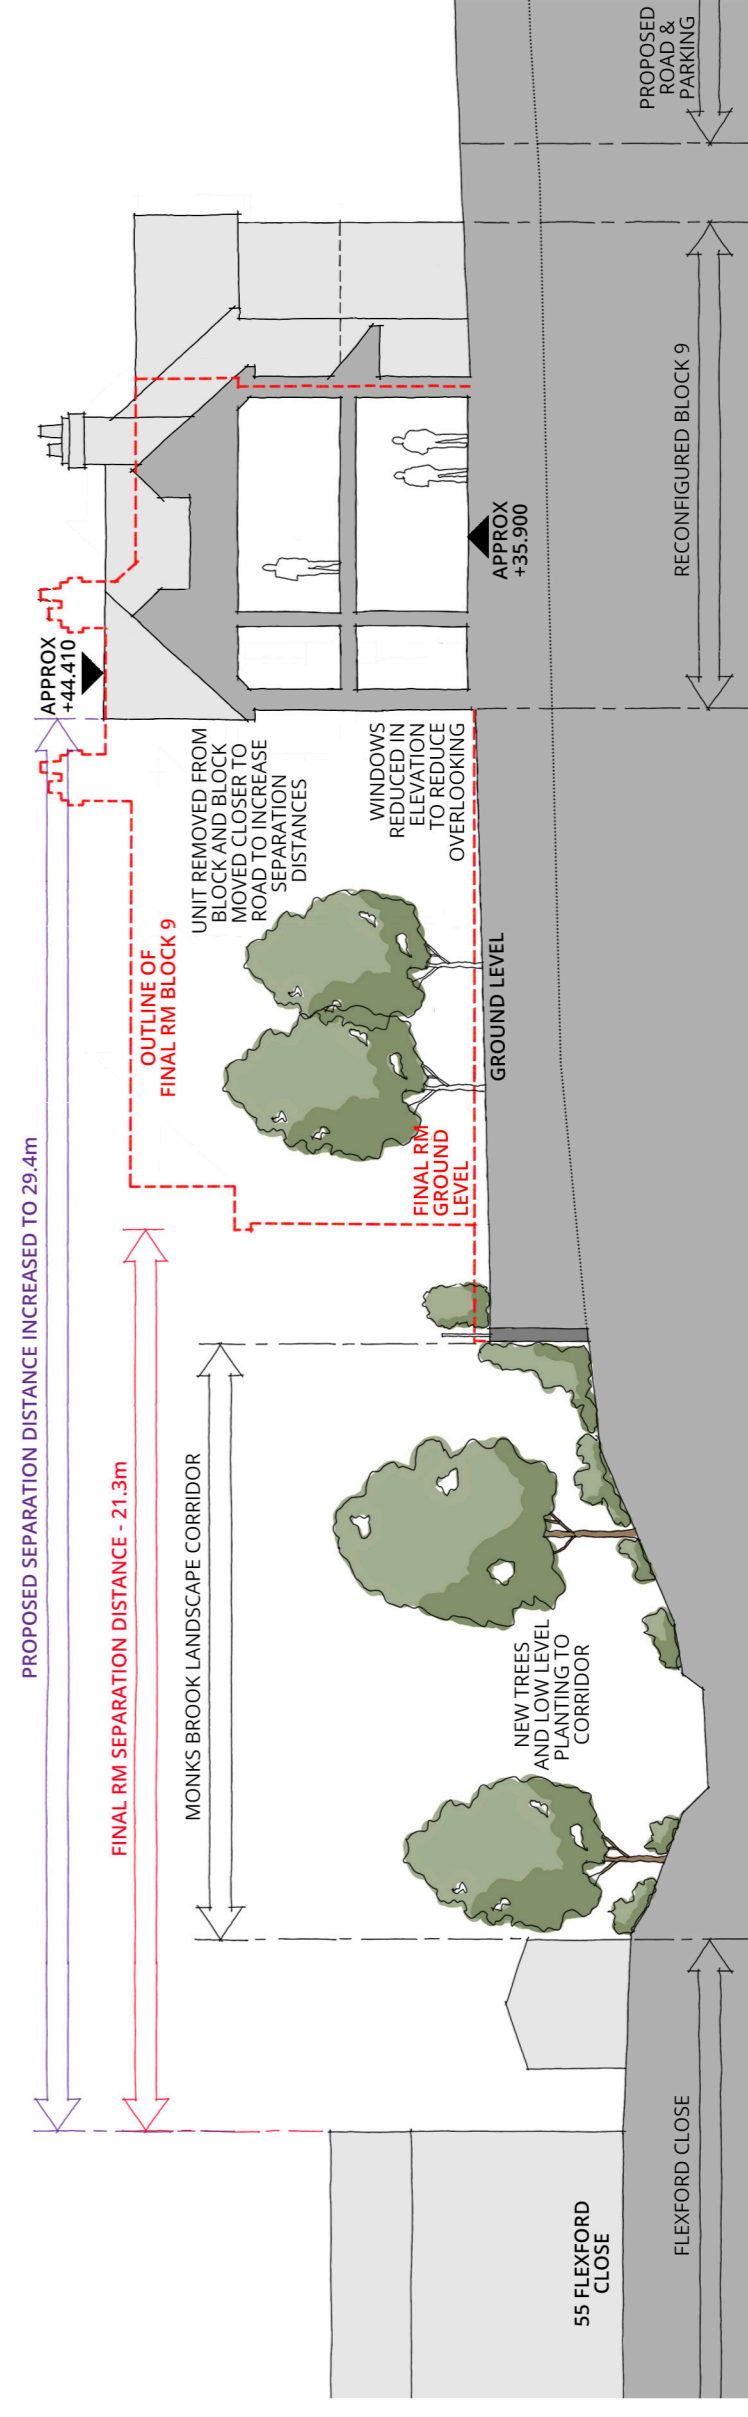 PROPOSED SEPARATION DISTANCE INCREASED TO 29.4m
FINAL RM SEPARATION DISTANCE - 21.3m
MONKS BROOK LANDSCAPE CORRIDOR
OUTLINE OF
FINAL RM BLOCK 9
APPROX
+44.410
UNIT REMOVED FROM
BLOCK AND BLOCK
MOVED CLOSER TO
ROAD TO INCREASE
SEPARATION
DISTANCES
WINDOWS
REDUCED IN
ELEVATION
TO REDUCE
OVERLOOKING
FINAL RM
GROUND
LEVEL
GROUND LEVEL
APPROX
+35.900
NEW TREES
AND LOW LEVEL
PLANTING TO
CORRIDOR
55 FLEXFORD
CLOSE
FLEXFORD CLOSE
RECONFIGURED BLOCK 9
PROPOSED
ROAD &
PARKING